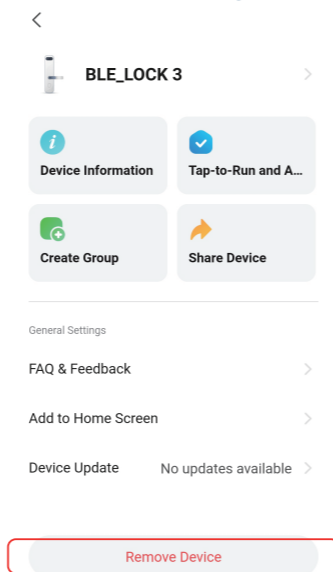 BLE_LOCK 3
Device Information
Tap-to-Run and A...
Create Group
Share Device
General Settings
FAQ & Feedback
Add to Home Screen
Device Update No updates available
Remove Device